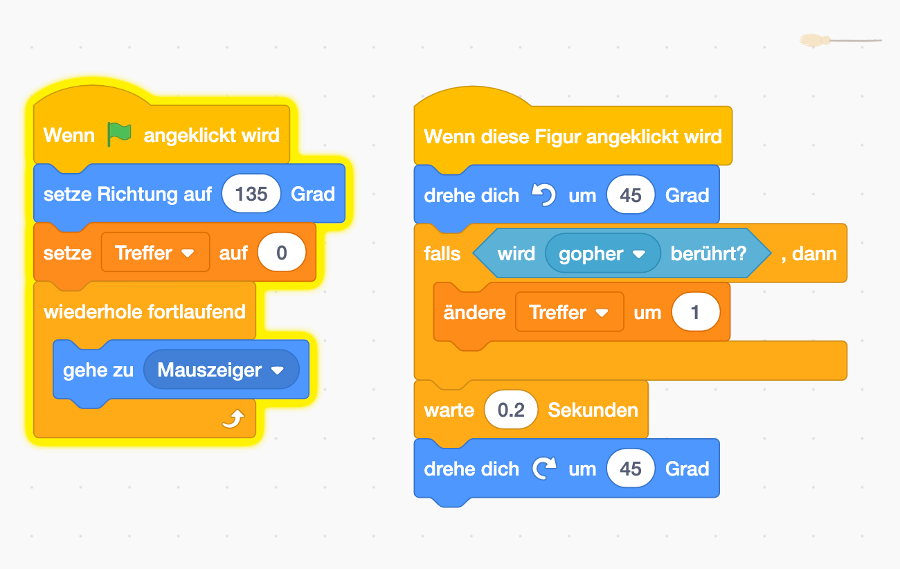 Wenn angeklickt wird
setze Richtung auf 135 Grad
setze Treffer auf 0
wiederhole fortlaufend
gehe zu Mauszeiger
Wenn diese Figur angeklickt wird
drehe dich um 45 Grad
falls wird gopher berührt? , dann
ändere Treffer um 1
warte 0.2 Sekunden
drehe dich um 45 Grad